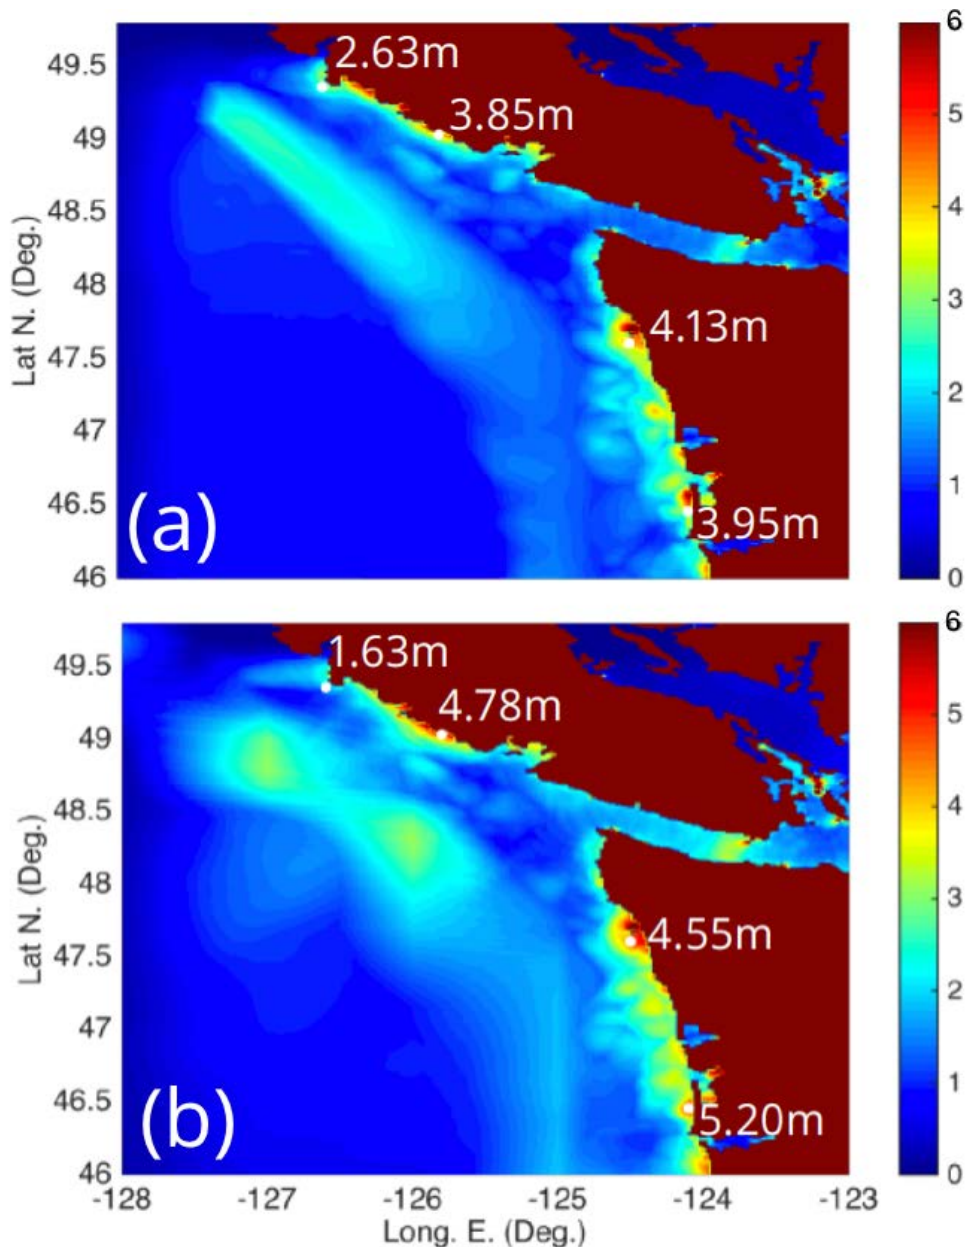 6
49.5
2.63m
49
3.85m
5
48.5
4
48
4.13m
3
47.5
2
47
1
46.5
3.95m
(a)
46
0
Lat N. (Deg.)
6
49.5
1.63m
49
4.78m
5
48.5
4
48
3
47.5
4.55m
2
47
1
46.5
5.20m
(b)
46
0
Lat N. (Deg.)
-128 -127 -126 -125 -124 -123
Long. E. (Deg.)